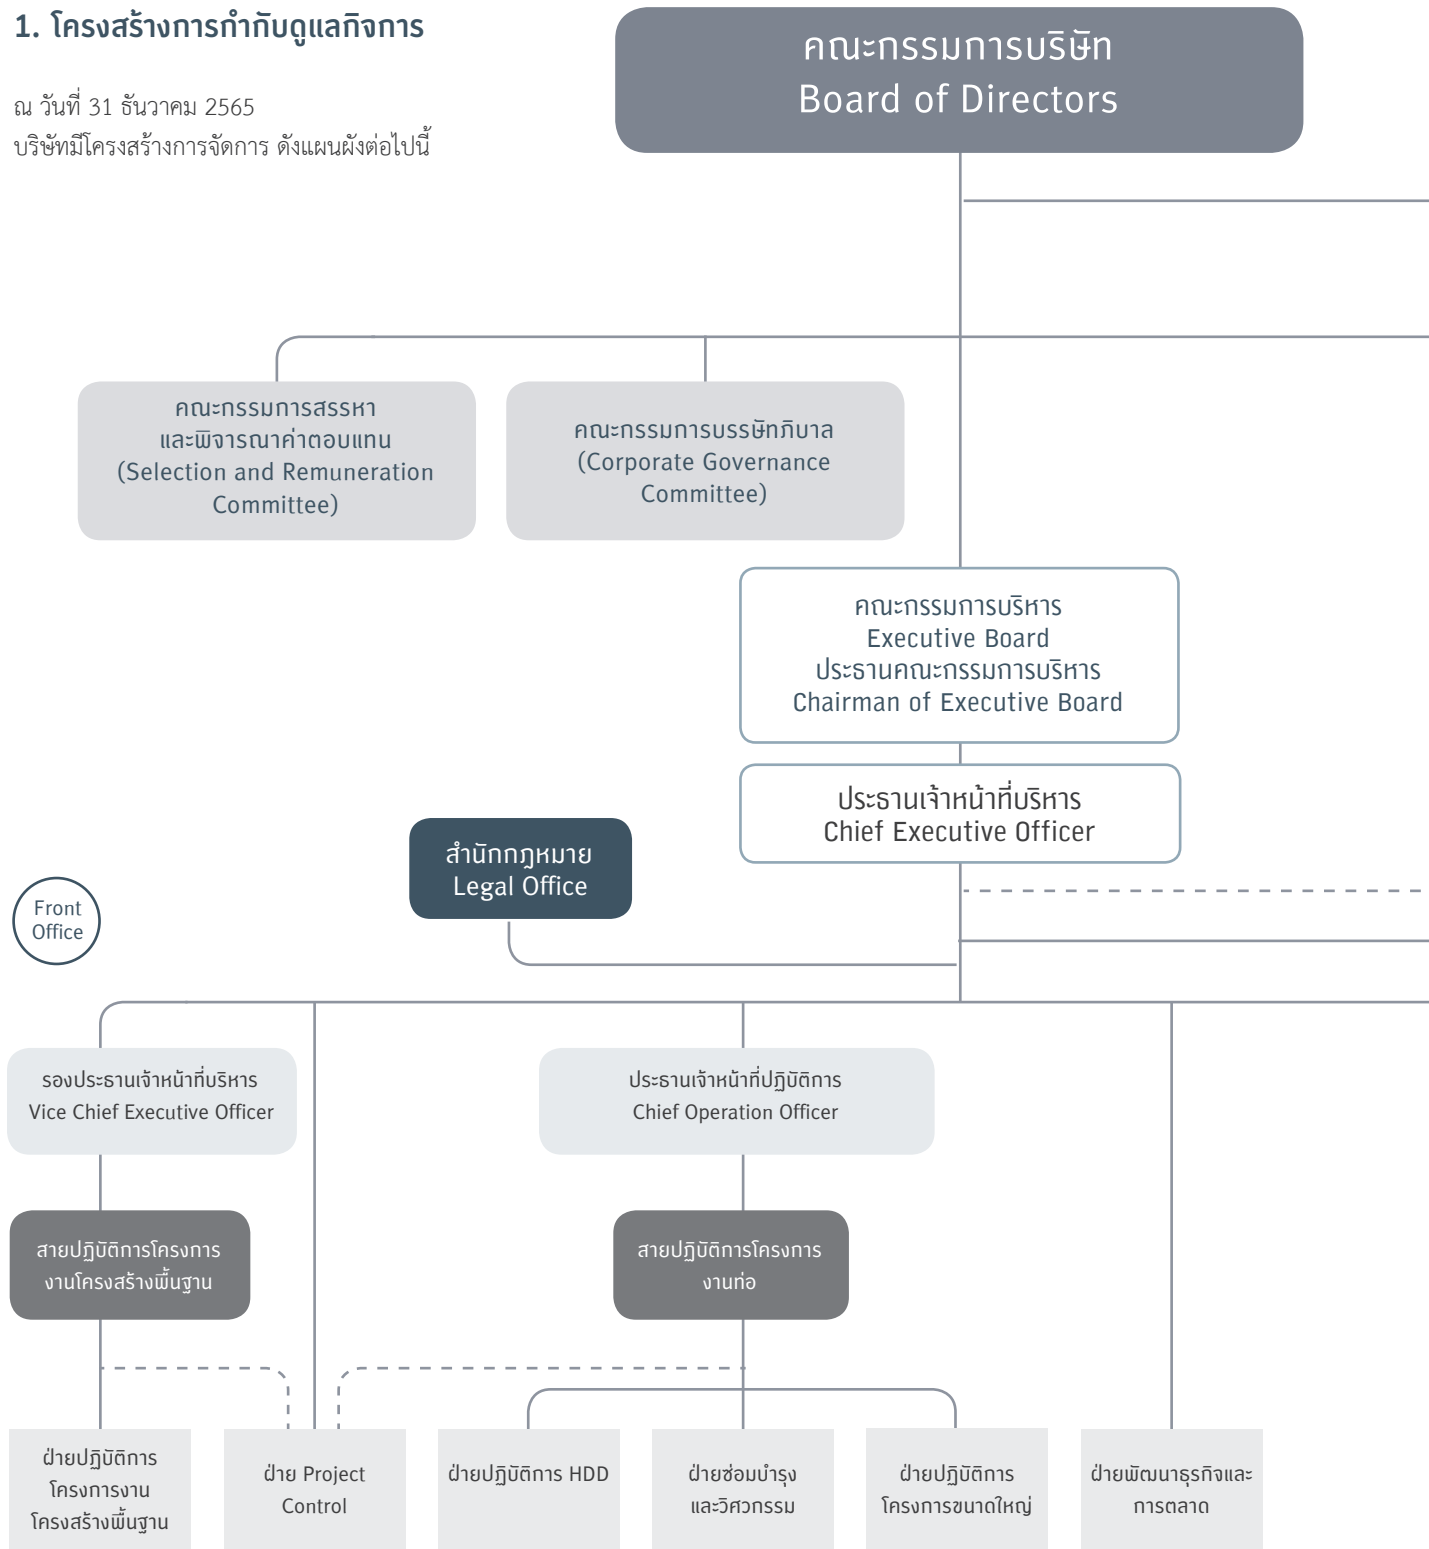 1. โครงสร้างการกำกับดูแลกิจการ
ณ วันที่ 31 ธันวาคม 2565
บริษัทมีโครงสร้างการจัดการ ดังแผนผังต่อไปนี้
คณะกรรมการบริษัท
Board of Directors
คณะกรรมการสรรหา
และพิจารณาค่าตอบแทน
(Selection and Remuneration
Committee)
คณะกรรมการบรรษัทภิบาล
(Corporate Governance
Committee)
คณะกรรมการบริหาร
Executive Board
ประธานคณะกรรมการบริหาร
Chairman of Executive Board
ประธานเจ้าหน้าที่บริหาร
Chief Executive Officer
สำนักกฎหมาย
Legal Office
Front
Office
รองประธานเจ้าหน้าที่บริหาร
Vice Chief Executive Officer
ประธานเจ้าหน้าที่ปฏิบัติการ
Chief Operation Officer
สายปฏิบัติการโครงการ
งานโครงสร้างพื้นฐาน
สายปฏิบัติการโครงการ
งานท่อ
ฝ่ายปฏิบัติการ
โครงการงาน
โครงสร้างพื้นฐาน
ฝ่าย Project
Control
ฝ่ายปฏิบัติการ HDD
ฝ่ายซ่อมบำรุง
และวิศวกรรม
ฝ่ายปฏิบัติการ
โครงการขนาดใหญ่
ฝ่ายพัฒนาธุรกิจและ
การตลาด